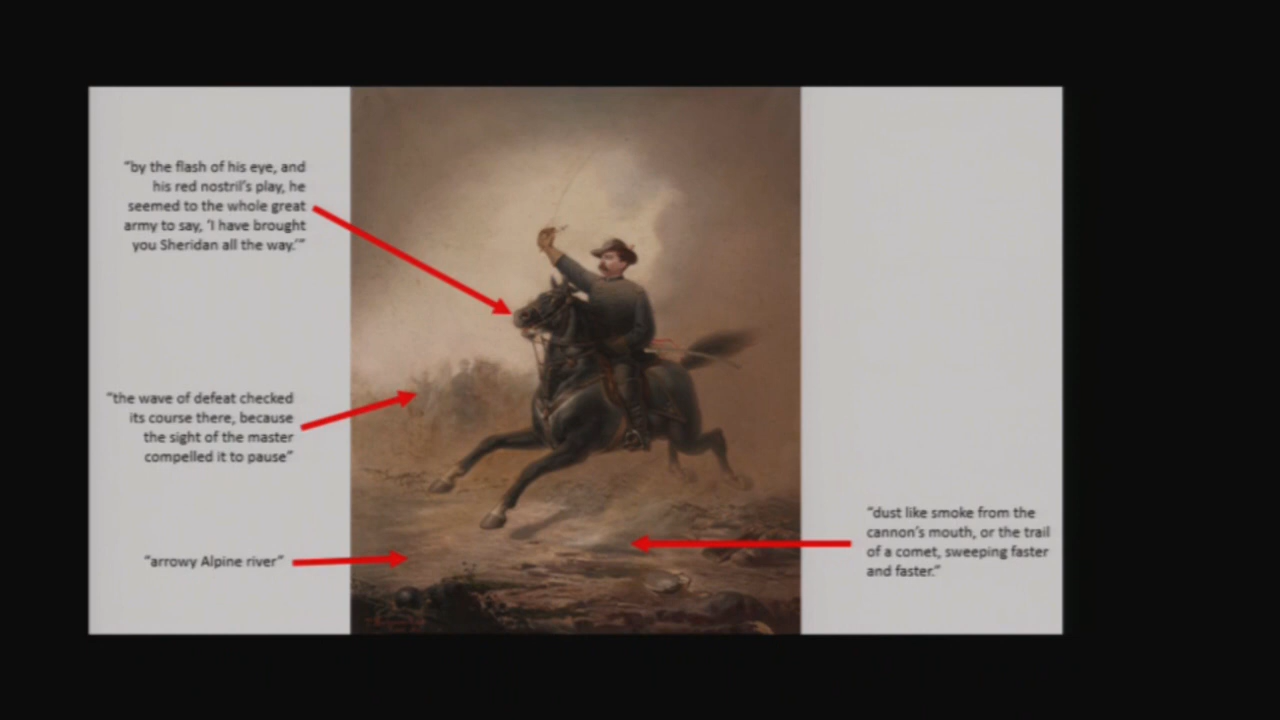 “by the flash of his eye, and
his red nostril’s play, he
seemed to the whole great
army to say, ‘I have brought
you Sheridan all the way.’”
“the wave of defeat checked
its course there, because
the sight of the master
compelled it to pause”
“arrowy Alpine river”
“dust like smoke from the
cannon’s mouth, or the trail
of a comet, sweeping faster
and faster.”